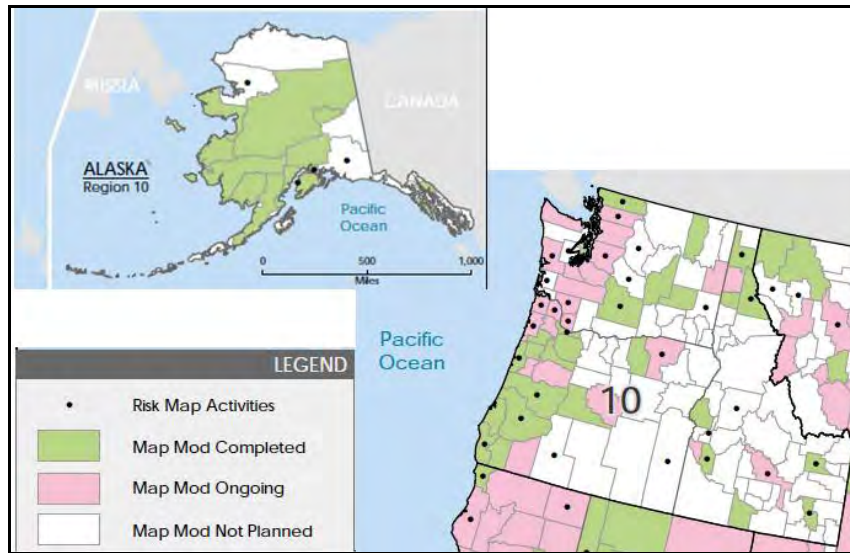 RUSSIA
CANADA
ALASKA
Region 10
Pacific
Ocean
0 500 1,000
Miles
Pacific
Ocean
10
LEGEND
Risk Map Activities
Map Mod Completed
Map Mod Ongoing
Map Mod Not Planned